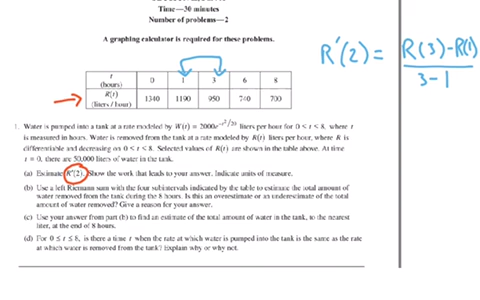 Time—30 minutes
Number of problems—2
A graphing calculator is required for these problems.
R'(2) = R(3)-R(1)
3-1
t (hours) 0 1 3 6 8
R(t) (liters / hour) 1340 1190 950 740 700
1. Water is pumped into a tank at a rate modeled by W(t) = 2000e^(-t²/20) liters per hour for 0 ≤ t ≤ 8, where t
is measured in hours. Water is removed from the tank at a rate modeled by R(t) liters per hour, where R is
differentiable and decreasing on 0 ≤ t ≤ 8. Selected values of R(t) are shown in the table above. At time
t = 0, there are 50,000 liters of water in the tank.
(a) Estimate R'(2). Show the work that leads to your answer. Indicate units of measure.
(b) Use a left Riemann sum with the four subintervals indicated by the table to estimate the total amount of
water removed from the tank during the 8 hours. Is this an overestimate or an underestimate of the total
amount of water removed? Give a reason for your answer.
(c) Use your answer from part (b) to find an estimate of the total amount of water in the tank, to the nearest
liter, at the end of 8 hours.
(d) For 0 ≤ t ≤ 8, is there a time t when the rate at which water is pumped into the tank is the same as the rate
at which water is removed from the tank? Explain why or why not.